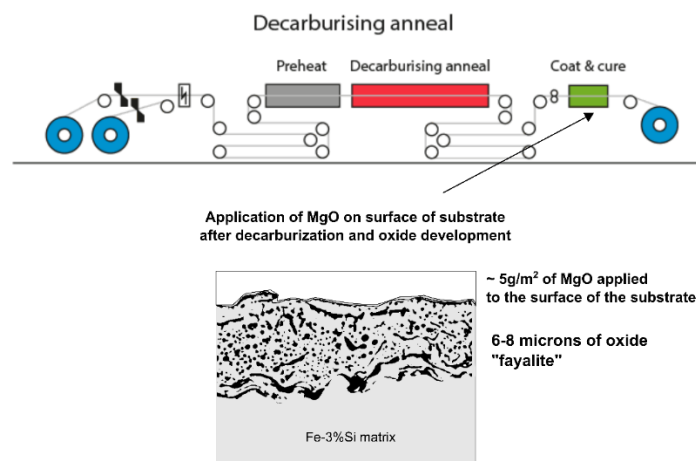 Decarburising anneal
Preheat
Decarburising anneal
Coat & cure
Application of MgO on surface of substrate
after decarburization and oxide development
~ 5g/m² of MgO applied
to the surface of the substrate
6-8 microns of oxide
"fayalite"
Fe-3%Si matrix